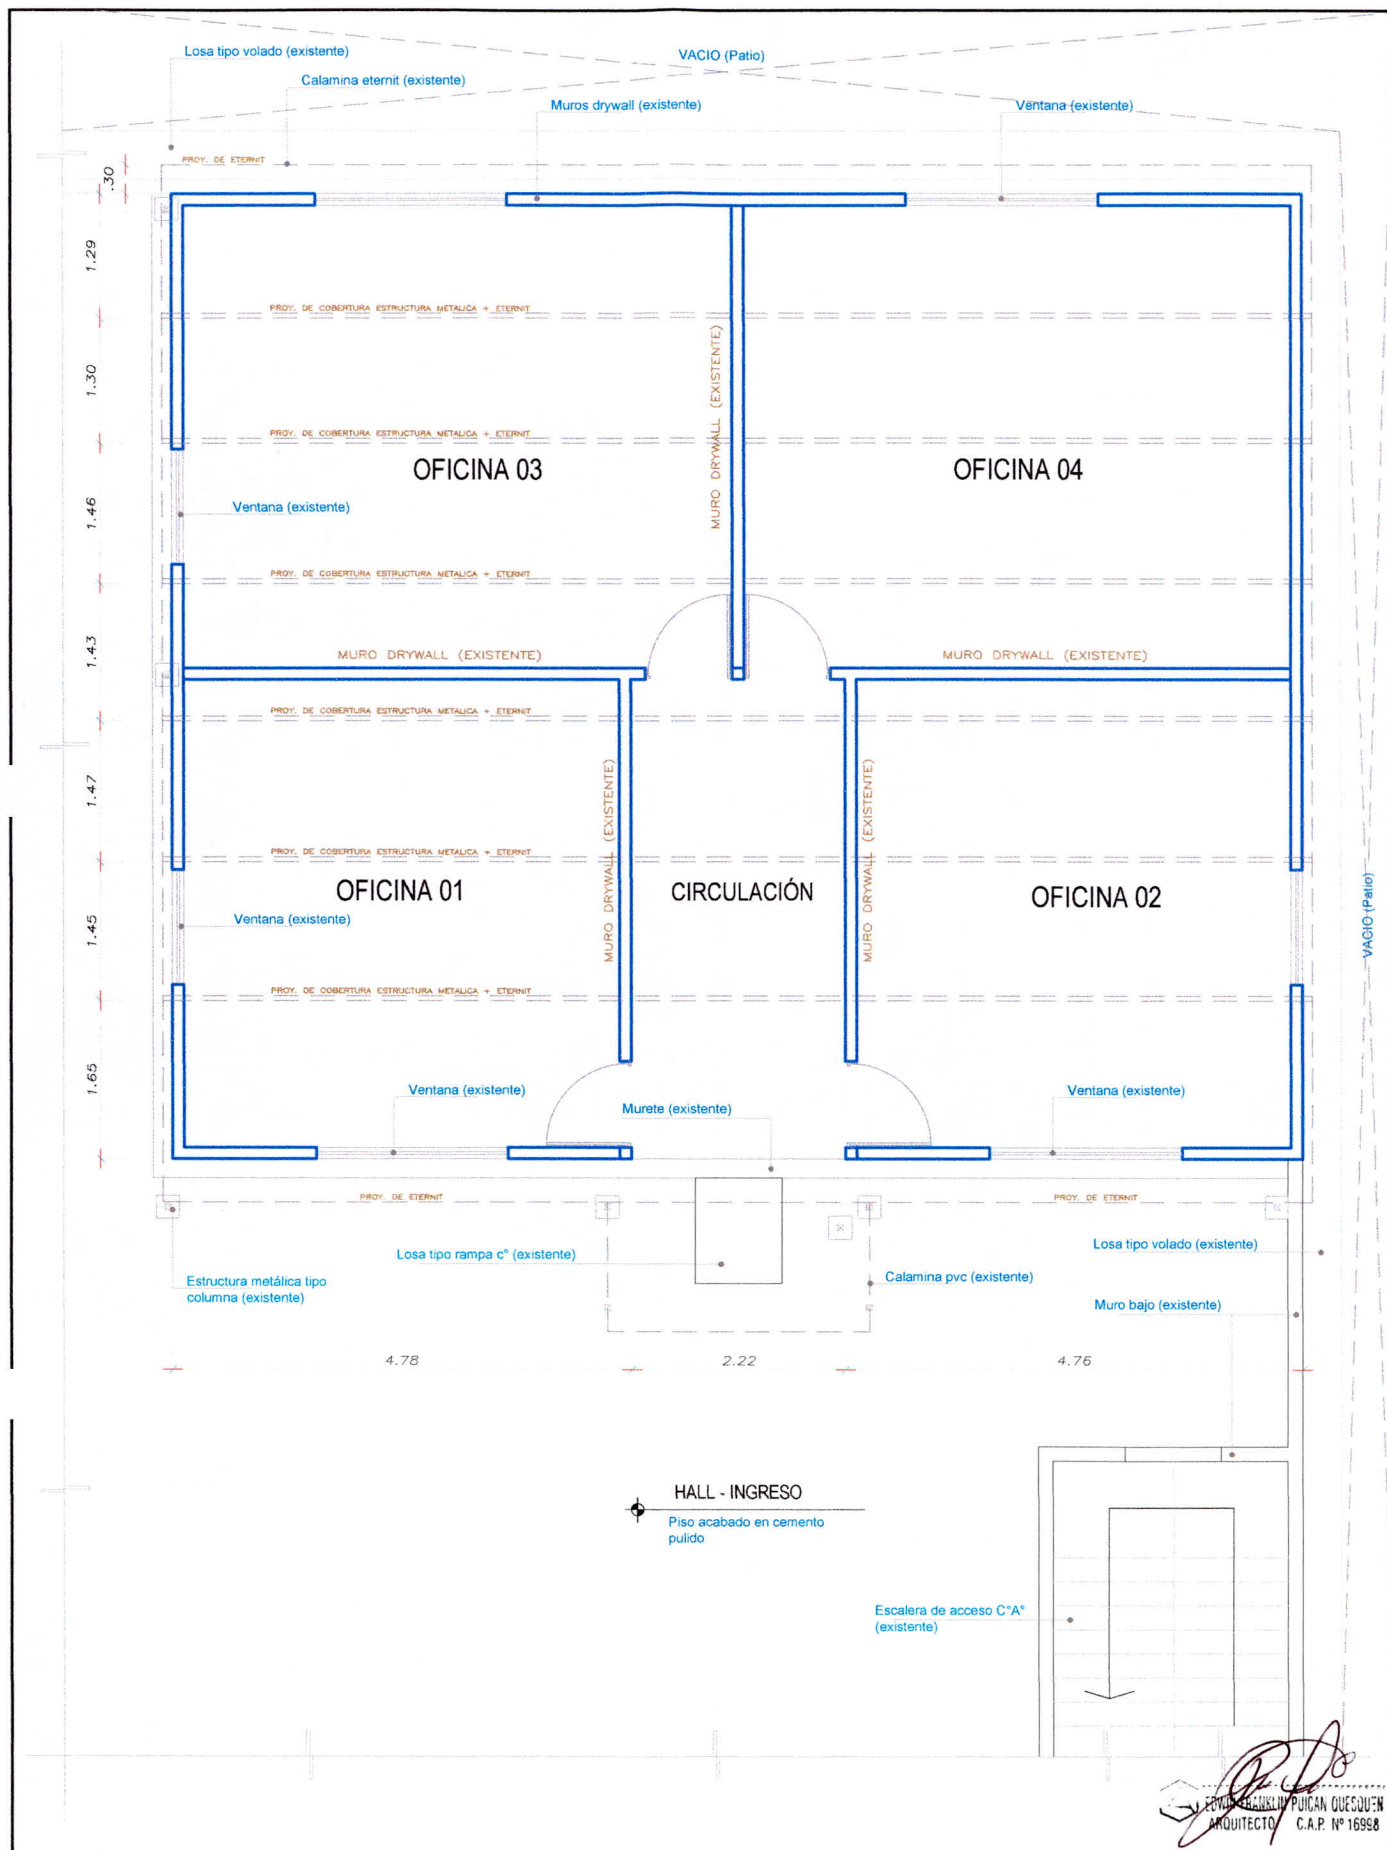 Losa tipo volado (existente)
VACIO (Patio)
Calamina eternit (existente)
Muros drywall (existente)
Ventana (existente)
PROY. DE ETERNIT
.30
1.29
PROY. DE COBERTURA ESTRUCTURA METALICA + ETERNIT
MURO DRYWALL (EXISTENTE)
1.30
PROY. DE COBERTURA ESTRUCTURA METALICA + ETERNIT
OFICINA 03
OFICINA 04
Ventana (existente)
1.46
PROY. DE COBERTURA ESTRUCTURA METALICA + ETERNIT
1.43
MURO DRYWALL (EXISTENTE)
MURO DRYWALL (EXISTENTE)
PROY. DE COBERTURA ESTRUCTURA METALICA + ETERNIT
MURO DRYWALL (EXISTENTE)
MURO DRYWALL (EXISTENTE)
1.47
PROY. DE COBERTURA ESTRUCTURA METALICA + ETERNIT
OFICINA 01
CIRCULACIÓN
OFICINA 02
VACIO (Patio)
Ventana (existente)
1.45
PROY. DE COBERTURA ESTRUCTURA METALICA + ETERNIT
1.65
Ventana (existente)
Murete (existente)
Ventana (existente)
PROY. DE ETERNIT
PROY. DE ETERNIT
Losa tipo rampa c° (existente)
Losa tipo volado (existente)
Estructura metálica tipo
columna (existente)
Calamina pvc (existente)
Muro bajo (existente)
4.78
2.22
4.76
HALL - INGRESO
Piso acabado en cemento
pulido
Escalera de acceso C°A°
(existente)
EDWIN FRANKLIN PUICAN QUESQUEN
ARQUITECTO C.A.P. Nº 16998